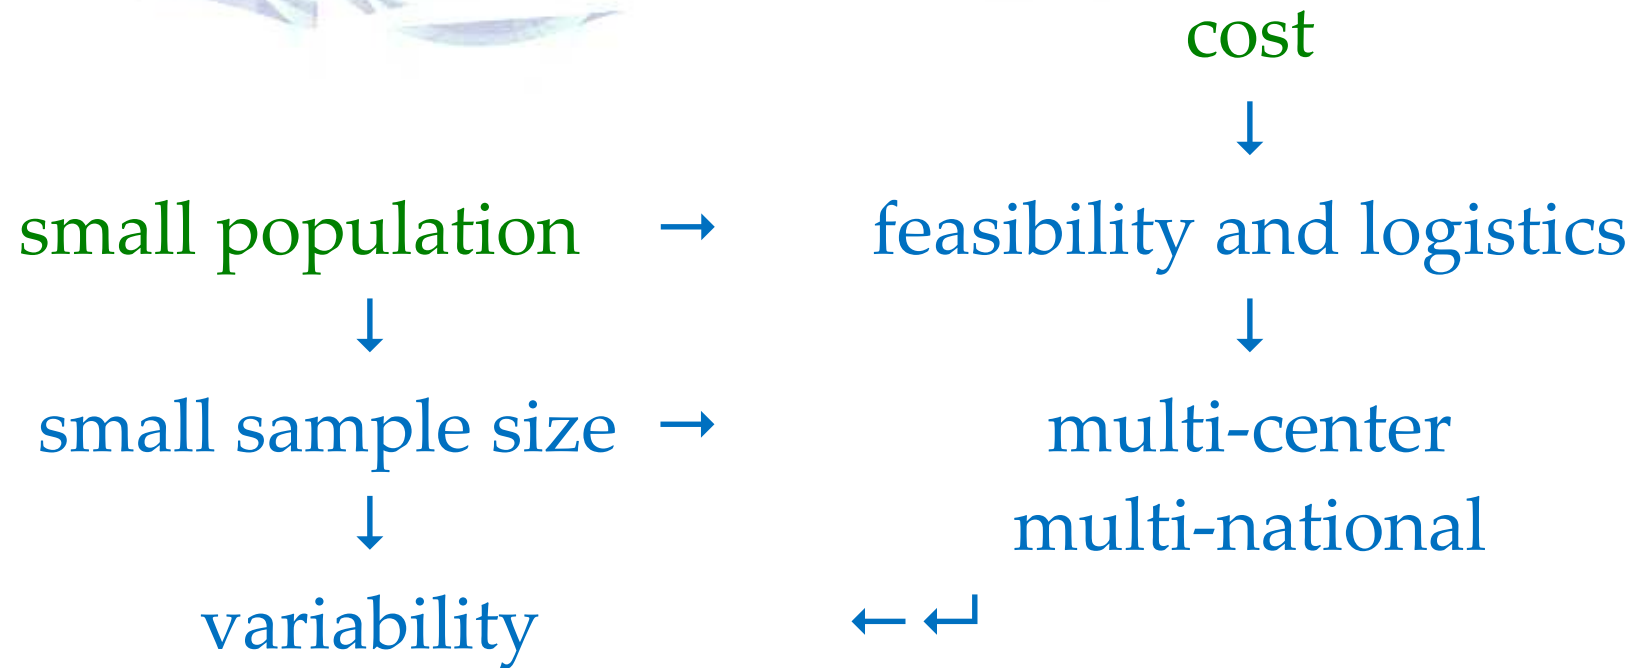 cost
↓
small population → feasibility and logistics
↓ ↓
small sample size → multi-center
↓ multi-national
variability ← ↵